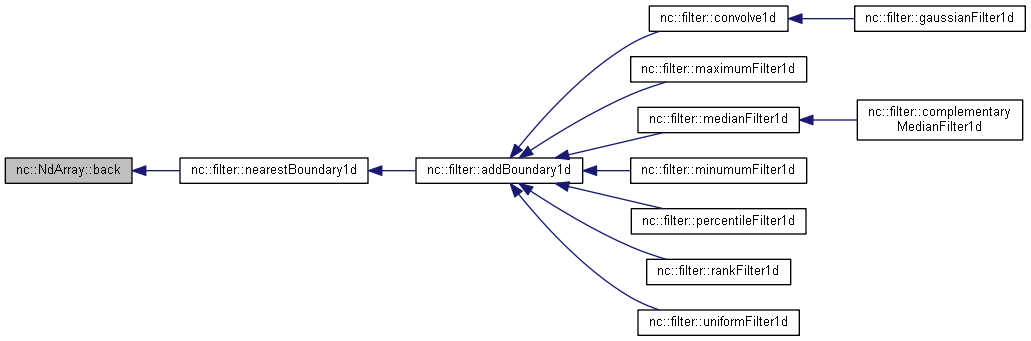 nc::NdArray::back
nc::filter::nearestBoundary1d
nc::filter::addBoundary1d
nc::filter::convolve1d
nc::filter::gaussianFilter1d
nc::filter::maximumFilter1d
nc::filter::medianFilter1d
nc::filter::complementary
MedianFilter1d
nc::filter::minumumFilter1d
nc::filter::percentileFilter1d
nc::filter::rankFilter1d
nc::filter::uniformFilter1d